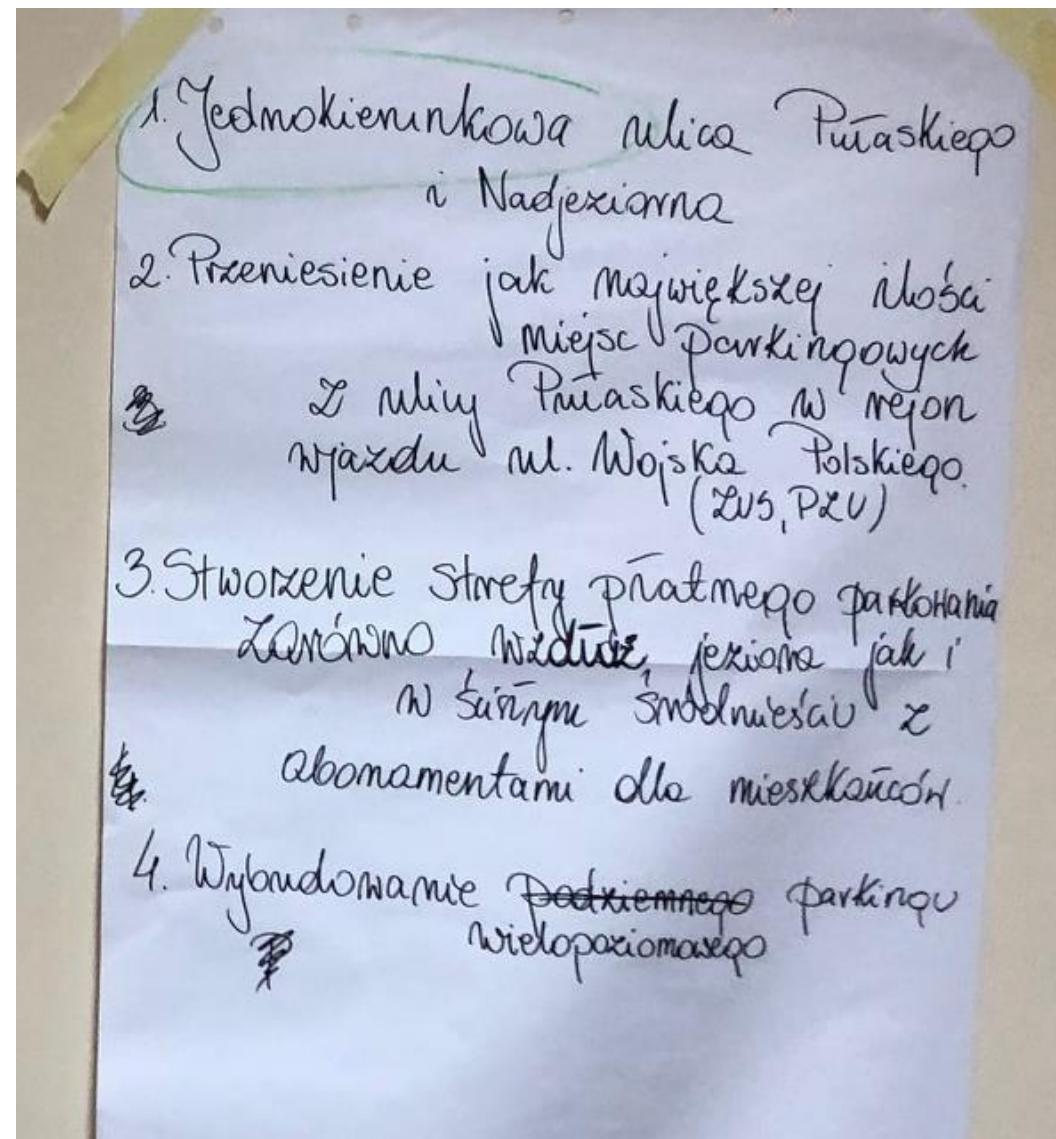 1. Jednokierunkowa ulica Pułaskiego
i Nadjeziorna
2. Przeniesienie jak największej ilości
miejsc parkingowych
z ulicy Pułaskiego w rejon
wjazdu ul. Wojska Polskiego.
(ZUS, PZU)
3. Stworzenie strefy płatnego parkowania
zarówno wzdłuż jeziora jak i
w ścisłym śródmieściu z
abonamentami dla mieszkańców.
4. Wybudowanie podziemnego parkingu
wielopoziomowego